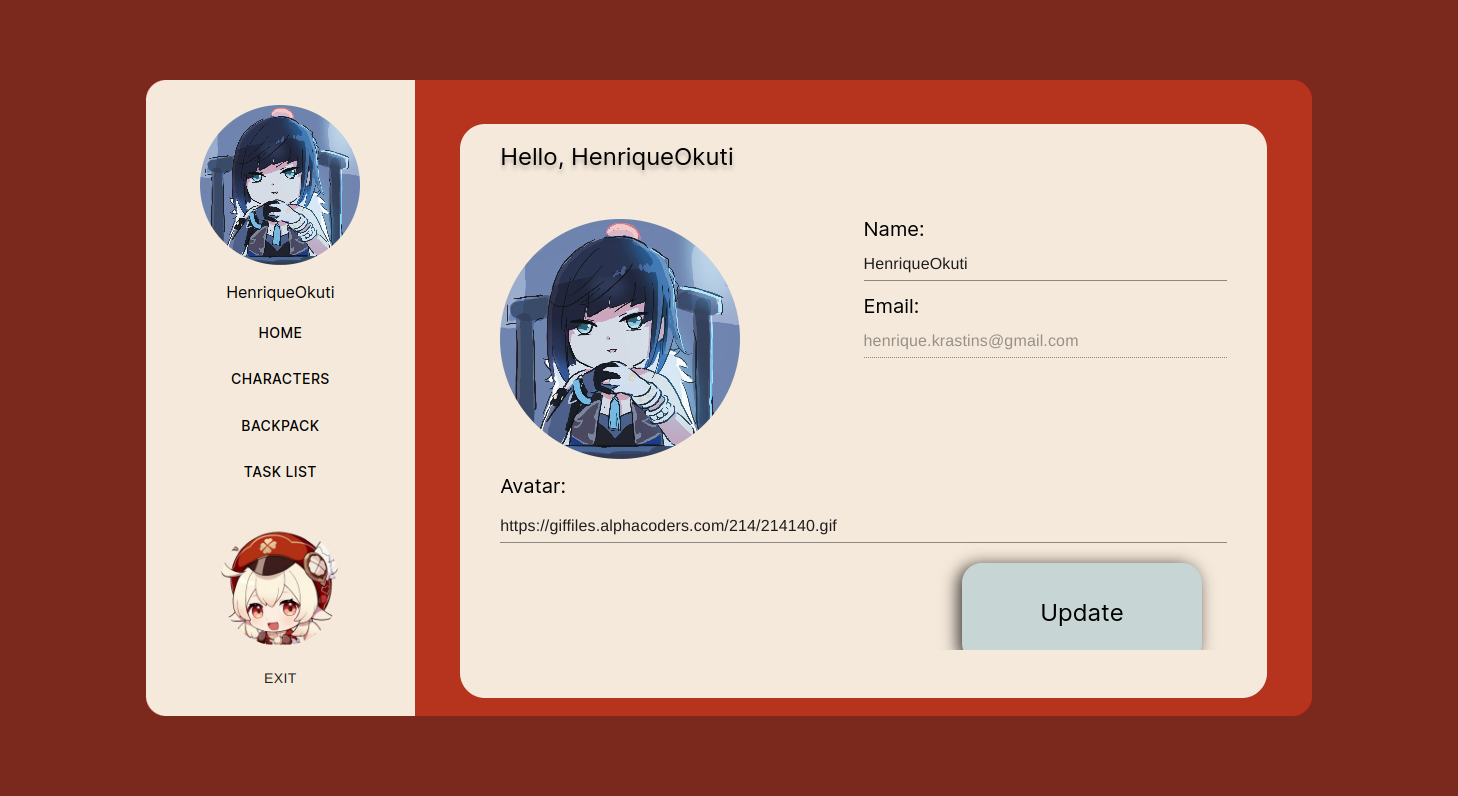 HenriqueOkuti
HOME
CHARACTERS
BACKPACK
TASK LIST
EXIT
Hello, HenriqueOkuti
Name:
HenriqueOkuti
Email:
henrique.krastins@gmail.com
Avatar:
https://giffiles.alphacoders.com/214/214140.gif
Update